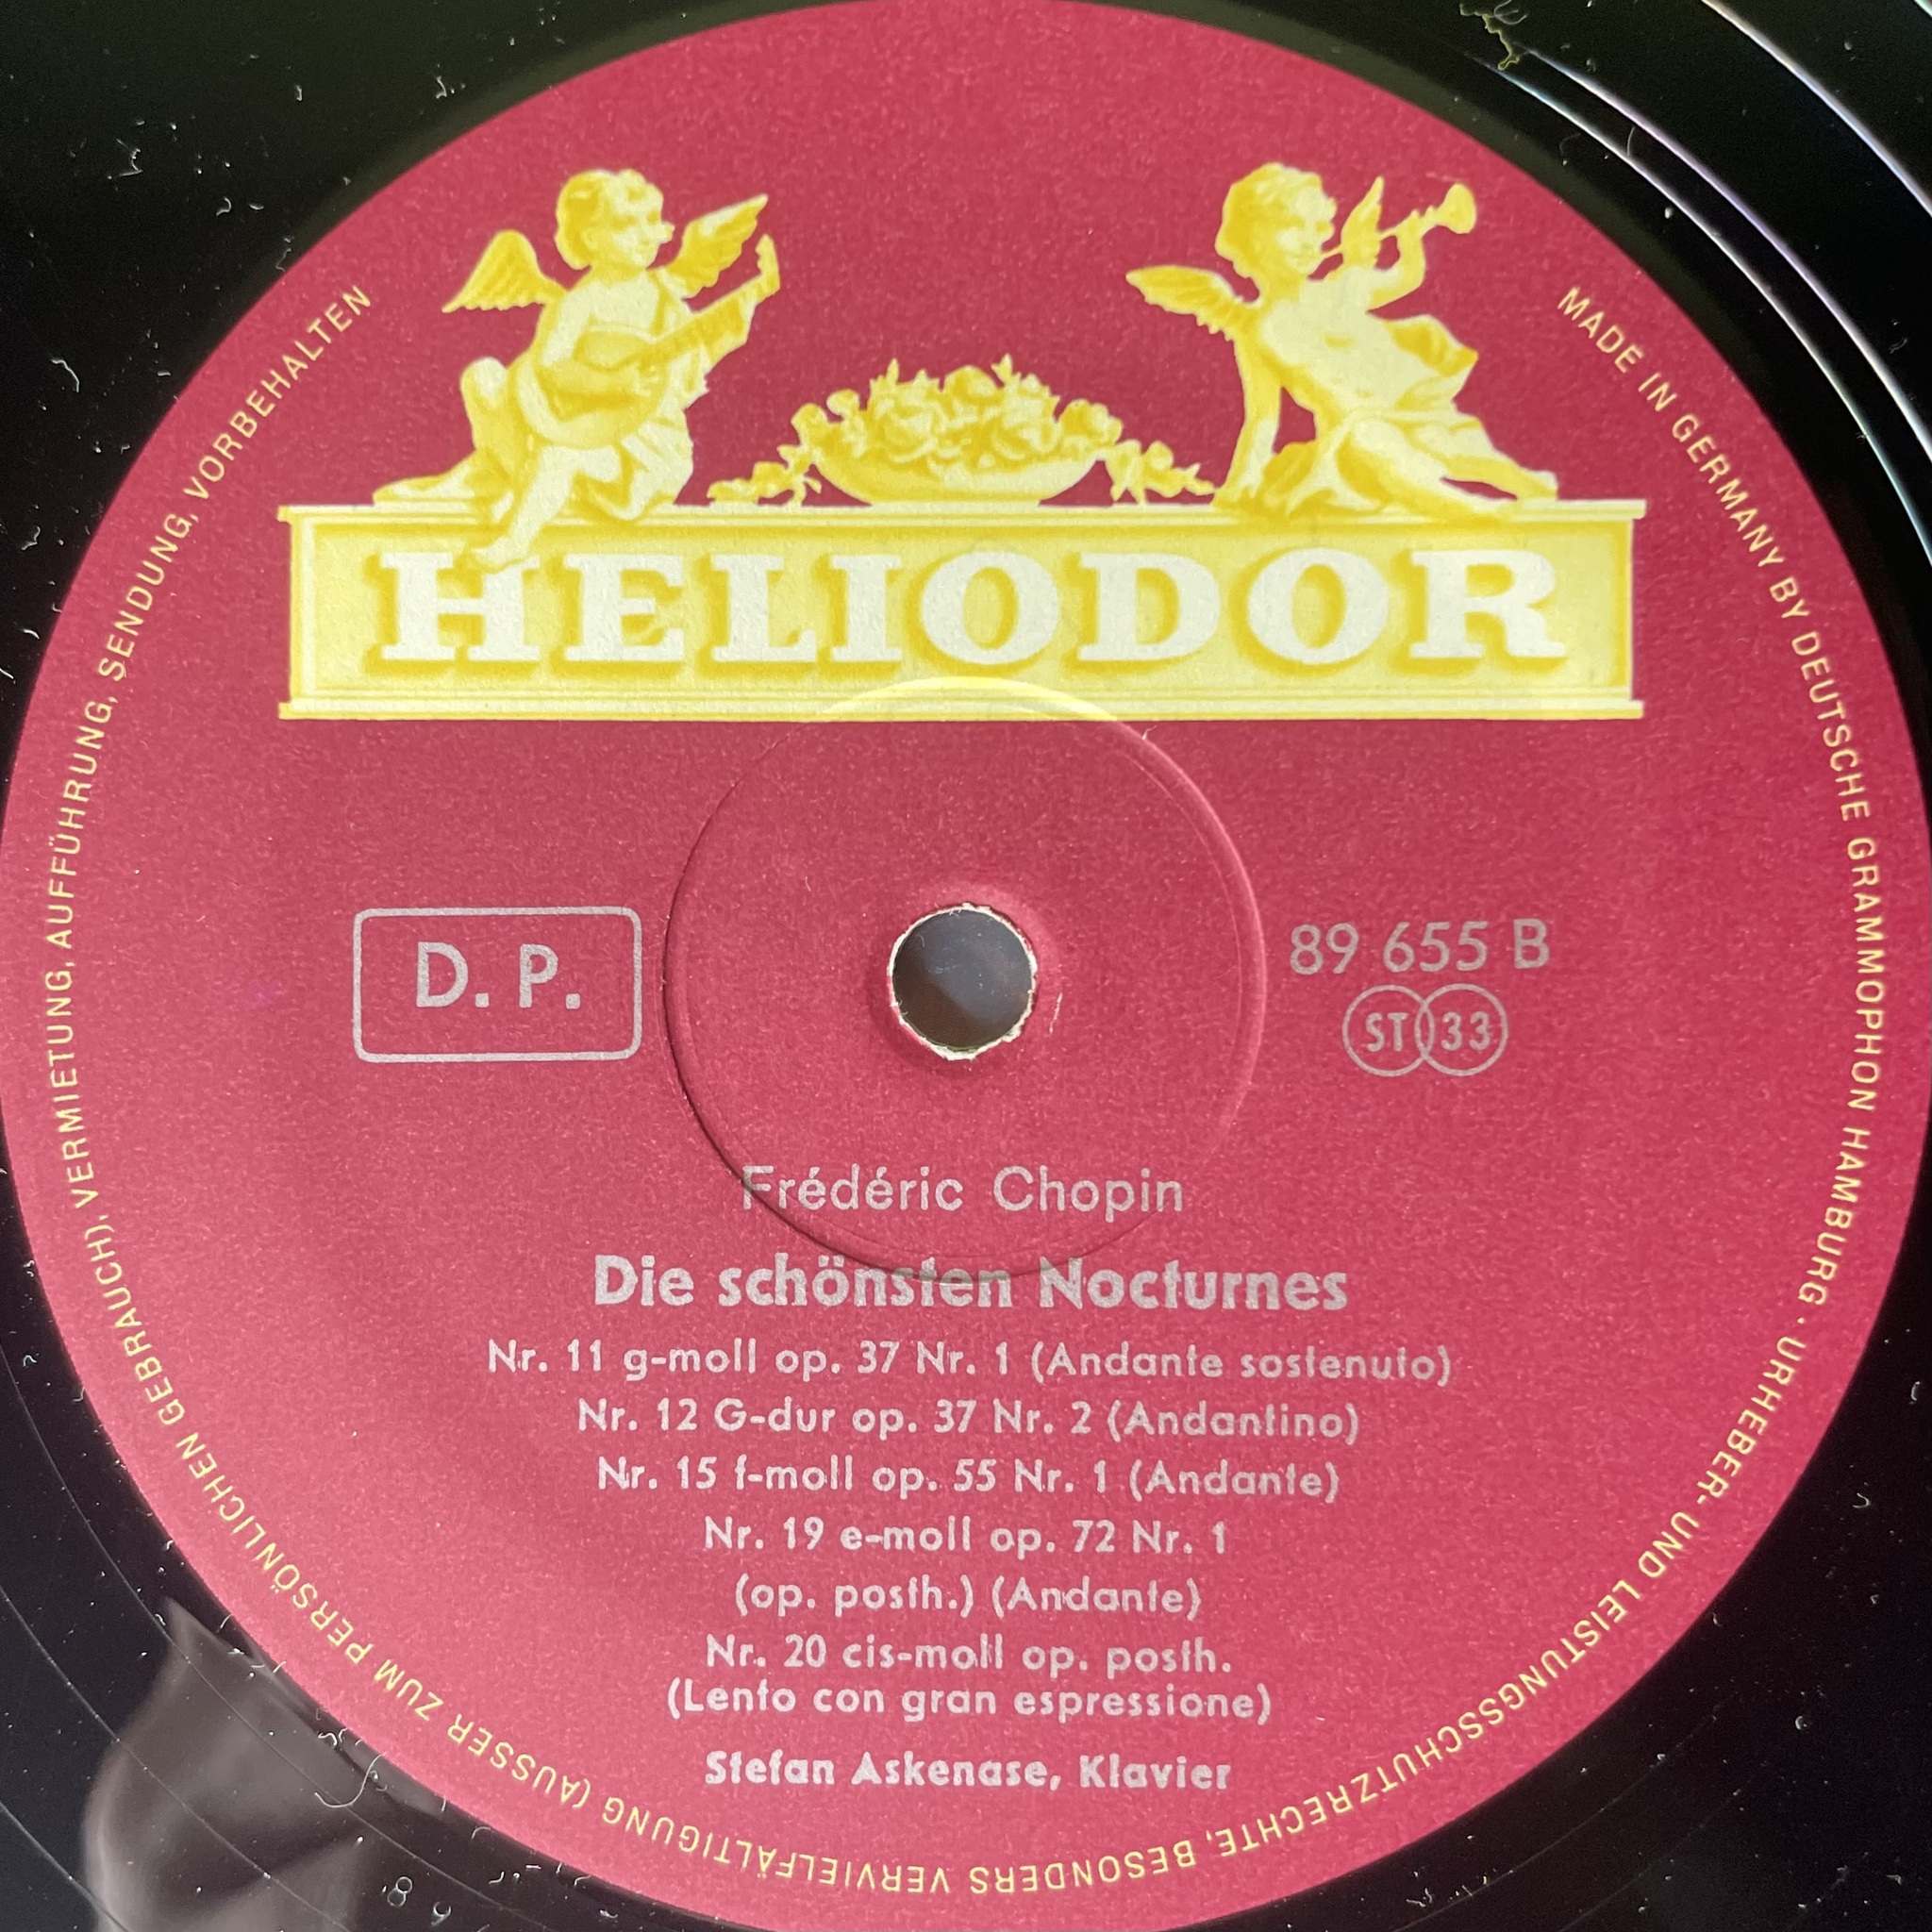 HELIODOR
D. P.
89 655 B
ST 33
Frédéric Chopin
Die schönsten Nocturnes
Nr. 11 g-moll op. 37 Nr. 1 (Andante sostenuto)
Nr. 12 G-dur op. 37 Nr. 2 (Andantino)
Nr. 15 f-moll op. 55 Nr. 1 (Andante)
Nr. 19 e-moll op. 72 Nr. 1
(op. posth.) (Andante)
Nr. 20 cis-moll op. posth.
(Lento con gran espressione)
Stefan Askenase, Klavier
MADE IN GERMANY BY DEUTSCHE GRAMMOPHON HAMBURG · URHEBER- UND LEISTUNGSSCHUTZRECHTE, BESONDERS VERVIELFÄLTIGUNG (AUSSER ZUM PERSÖNLICHEN GEBRAUCH), VERMIETUNG, AUFFÜHRUNG, SENDUNG, VORBEHALTEN